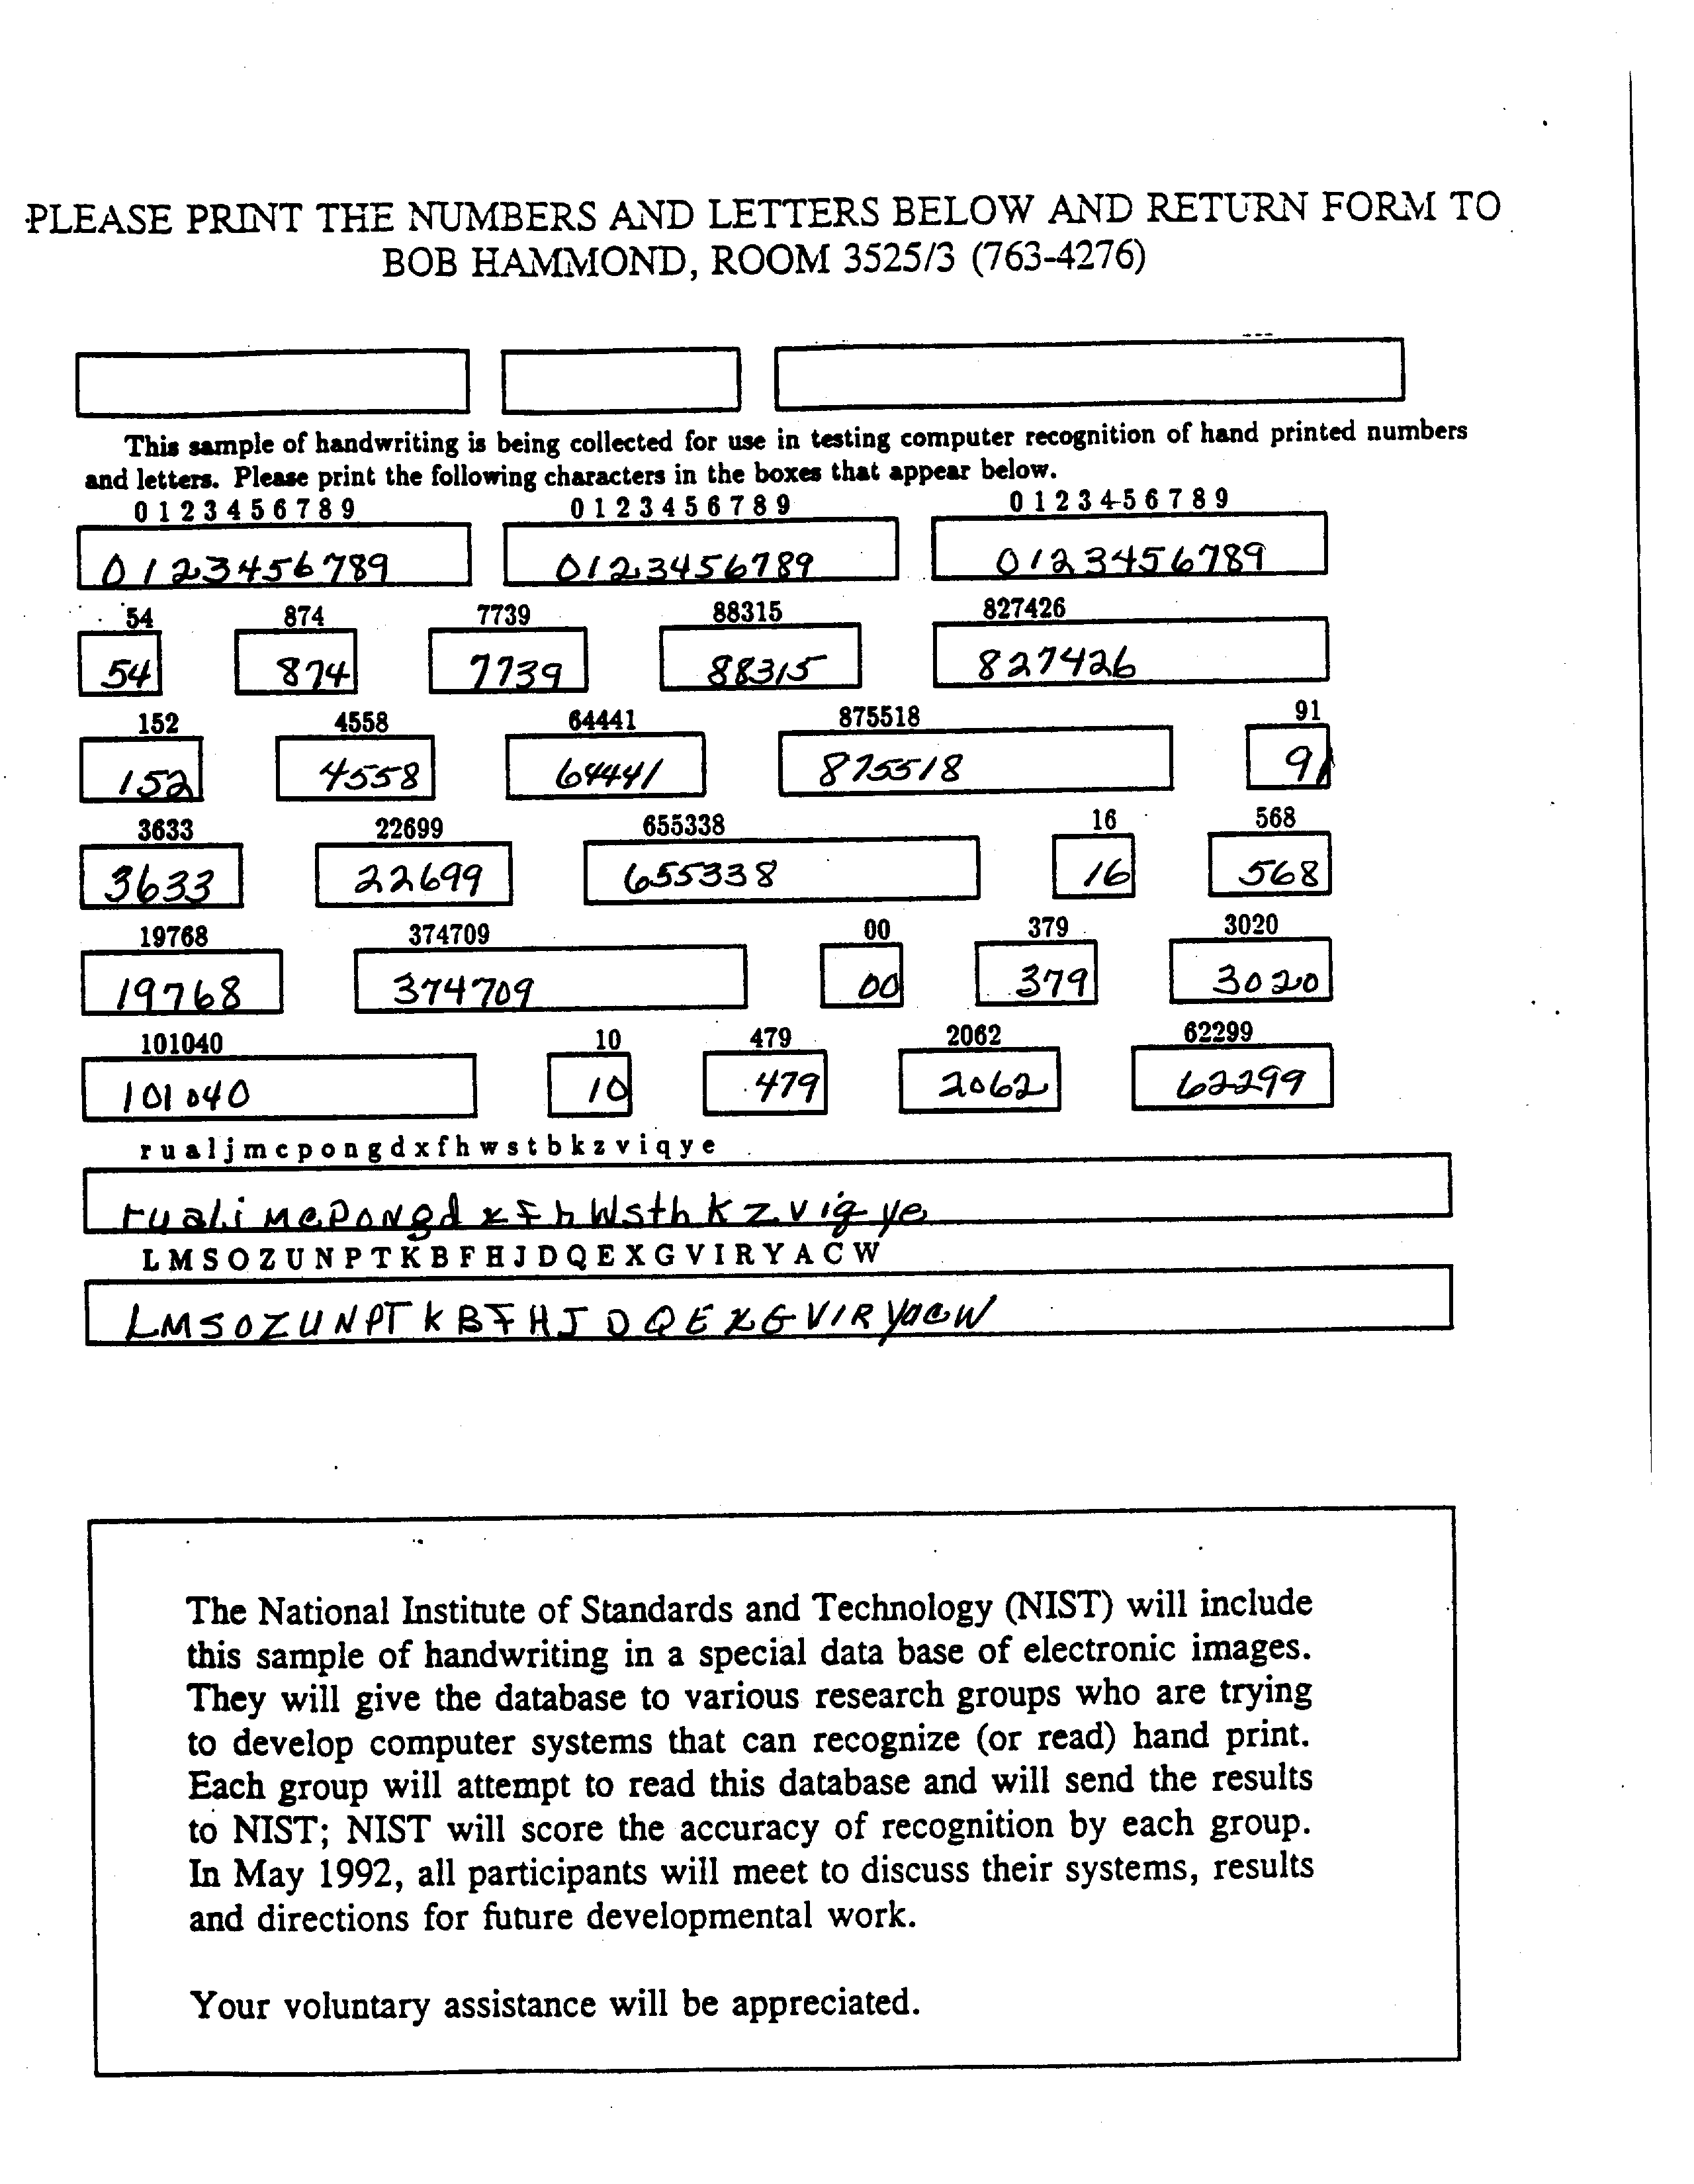 PLEASE PRINT THE NUMBERS AND LETTERS BELOW AND RETURN FORM TO
BOB HAMMOND, ROOM 3525/3 (763-4276)
This sample of handwriting is being collected for use in testing computer recognition of hand printed numbers
and letters. Please print the following characters in the boxes that appear below.
0 1 2 3 4 5 6 7 8 9 0 1 2 3 4 5 6 7 8 9 0 1 2 3 4 5 6 7 8 9
0123456789 0123456789 0123456789
54 874 7739 88315 827426
54 874 7739 88315 827426
152 4558 64441 875518 91
152 4558 64441 875518 91
3633 22699 655338 16 568
3633 22699 655338 16 568
19768 374709 00 379 3020
19768 374709 00 379 3020
101040 10 479 2062 62299
101040 10 479 2062 62299
r u a l j m c p o n g d x f h w s t b k z v i q y e
r u a l i m c p o n g d x f h w s t h k z v i q y e
L M S O Z U N P T K B F H J D Q E X G V I R Y A C W
L M S O Z U N P T K B F H J D Q E X G V I R Y A C W
The National Institute of Standards and Technology (NIST) will include
this sample of handwriting in a special data base of electronic images.
They will give the database to various research groups who are trying
to develop computer systems that can recognize (or read) hand print.
Each group will attempt to read this database and will send the results
to NIST; NIST will score the accuracy of recognition by each group.
In May 1992, all participants will meet to discuss their systems, results
and directions for future developmental work.
Your voluntary assistance will be appreciated.